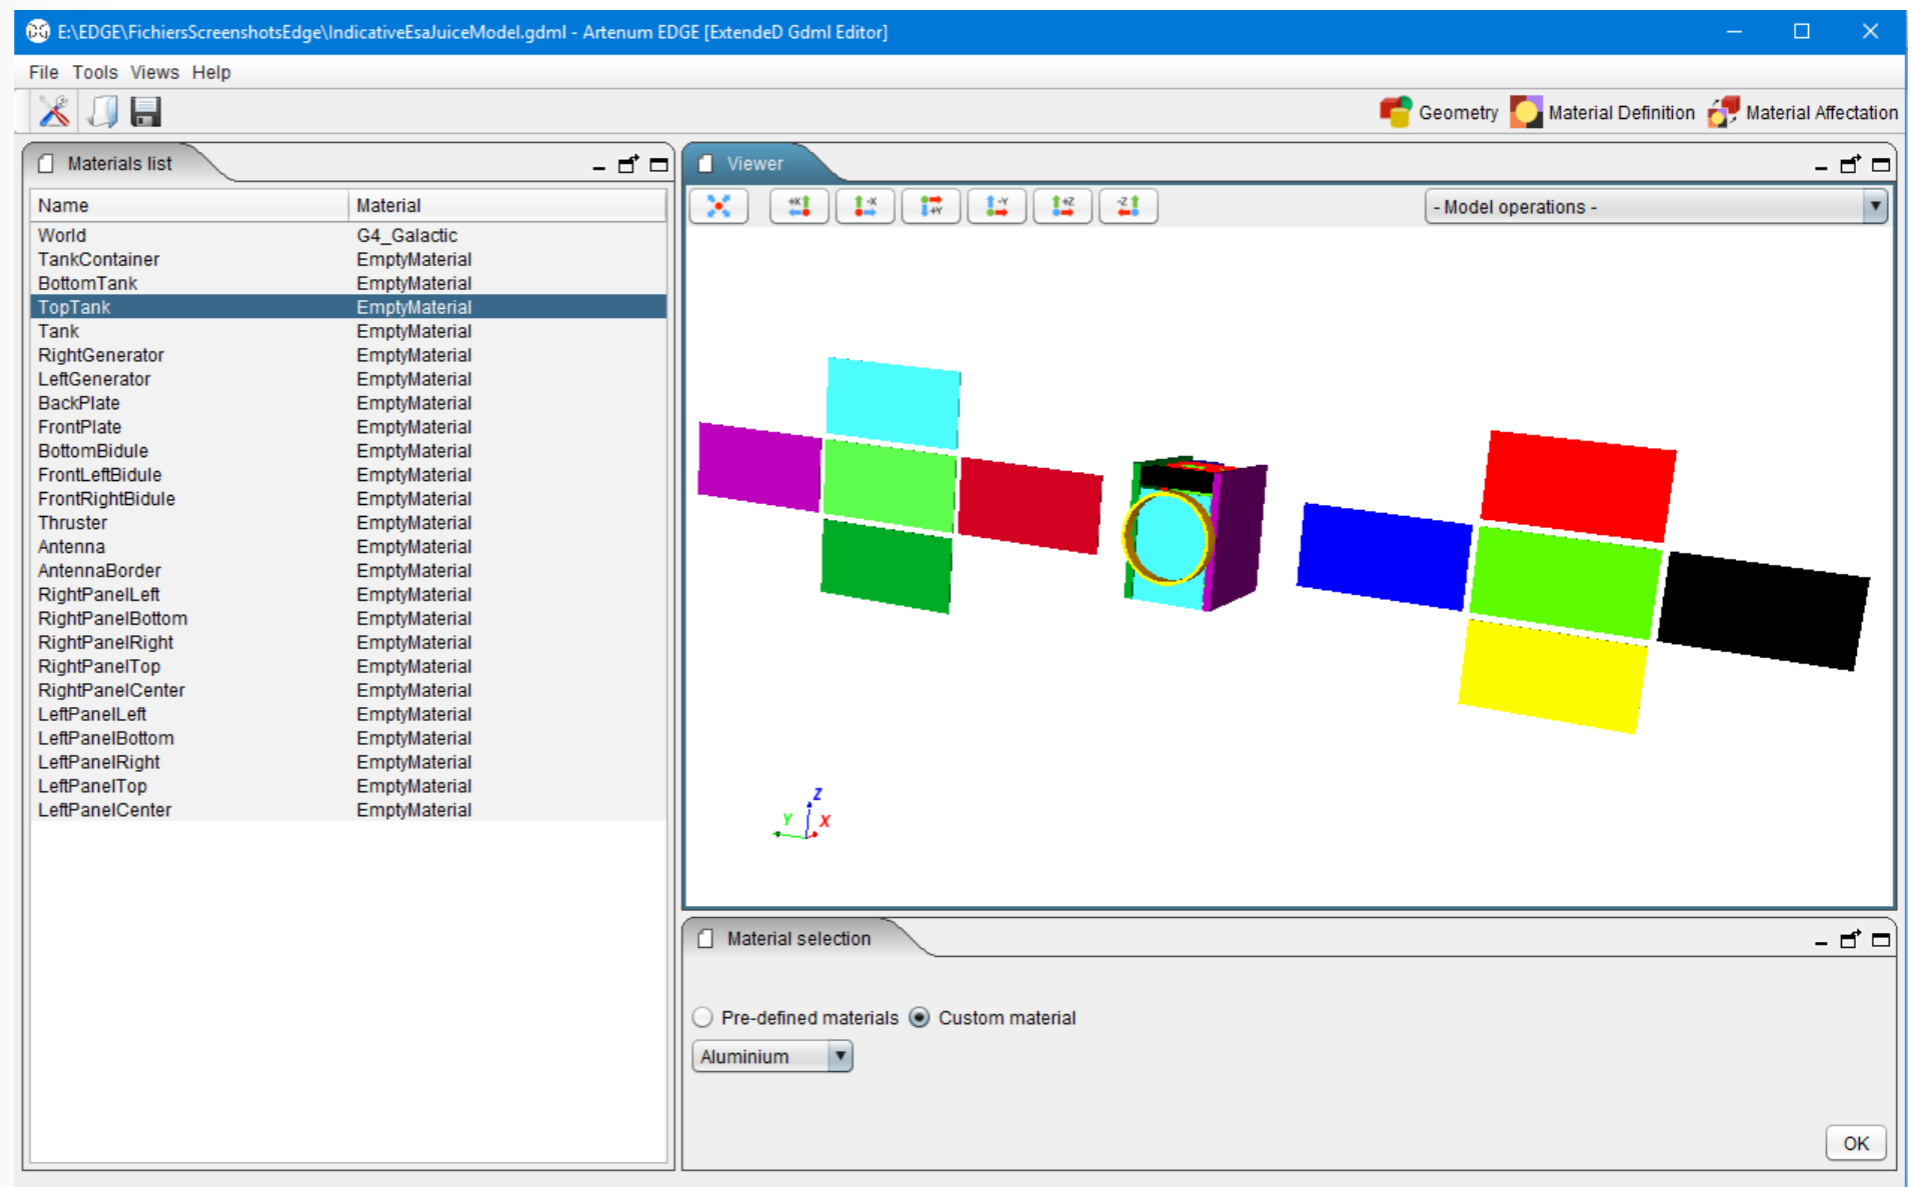 E:\EDGE\FichiersScreenshotsEdge\IndicativeEsaJuiceModel.gdml - Artenum EDGE [ExtendeD Gdml Editor]
File Tools Views Help
Geometry Material Definition Material Affectation
Materials list
Name Material
World G4_Galactic
TankContainer EmptyMaterial
BottomTank EmptyMaterial
TopTank EmptyMaterial
Tank EmptyMaterial
RightGenerator EmptyMaterial
LeftGenerator EmptyMaterial
BackPlate EmptyMaterial
FrontPlate EmptyMaterial
BottomBidule EmptyMaterial
FrontLeftBidule EmptyMaterial
FrontRightBidule EmptyMaterial
Thruster EmptyMaterial
Antenna EmptyMaterial
AntennaBorder EmptyMaterial
RightPanelLeft EmptyMaterial
RightPanelBottom EmptyMaterial
RightPanelRight EmptyMaterial
RightPanelTop EmptyMaterial
RightPanelCenter EmptyMaterial
LeftPanelLeft EmptyMaterial
LeftPanelBottom EmptyMaterial
LeftPanelRight EmptyMaterial
LeftPanelTop EmptyMaterial
LeftPanelCenter EmptyMaterial
Viewer
+X -X +Y -Y +Z -Z
- Model operations -
Z
Y X
Material selection
Pre-defined materials Custom material
Aluminium
OK